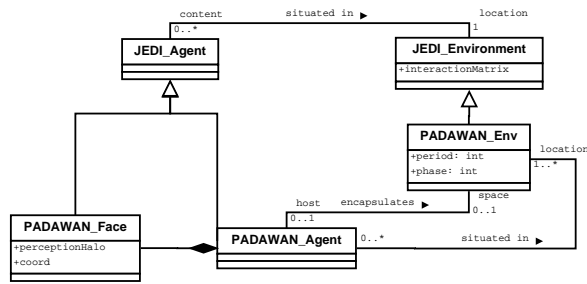 content situated in location
0..* 1
JEDI_Agent JEDI_Environment
+interactionMatrix
PADAWAN_Env
location
+period: int
1..*
+phase: int
host encapsulates space
0..1 0..1
PADAWAN_Face
PADAWAN_Agent 0..* situated in
+perceptionHalo
+coord